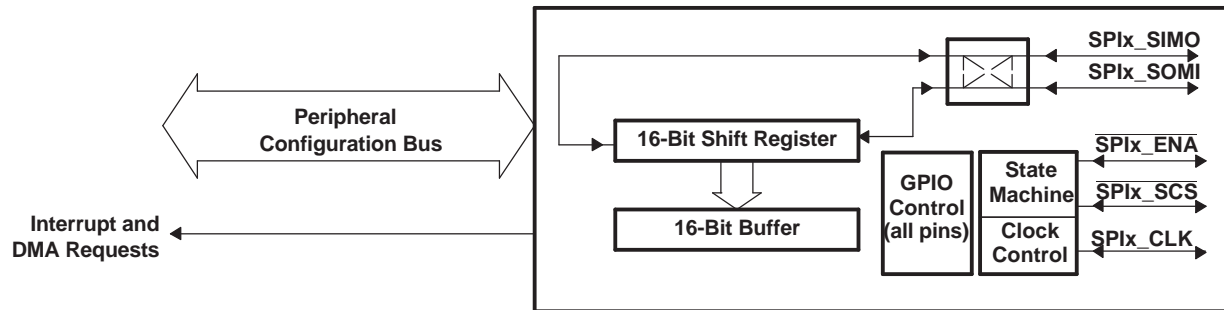 SPIx_SIMO
SPIx_SOMI
Peripheral
Configuration Bus
16-Bit Shift Register
16-Bit Buffer
Interrupt and
DMA Requests
GPIO
Control
(all pins)
State
Machine
Clock
Control
SPIx_ENA
SPIx_SCS
SPIx_CLK